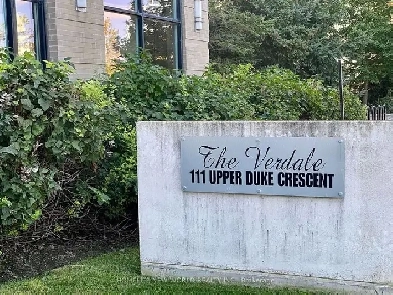 The Verdale
111 UPPER DUKE CRESCENT